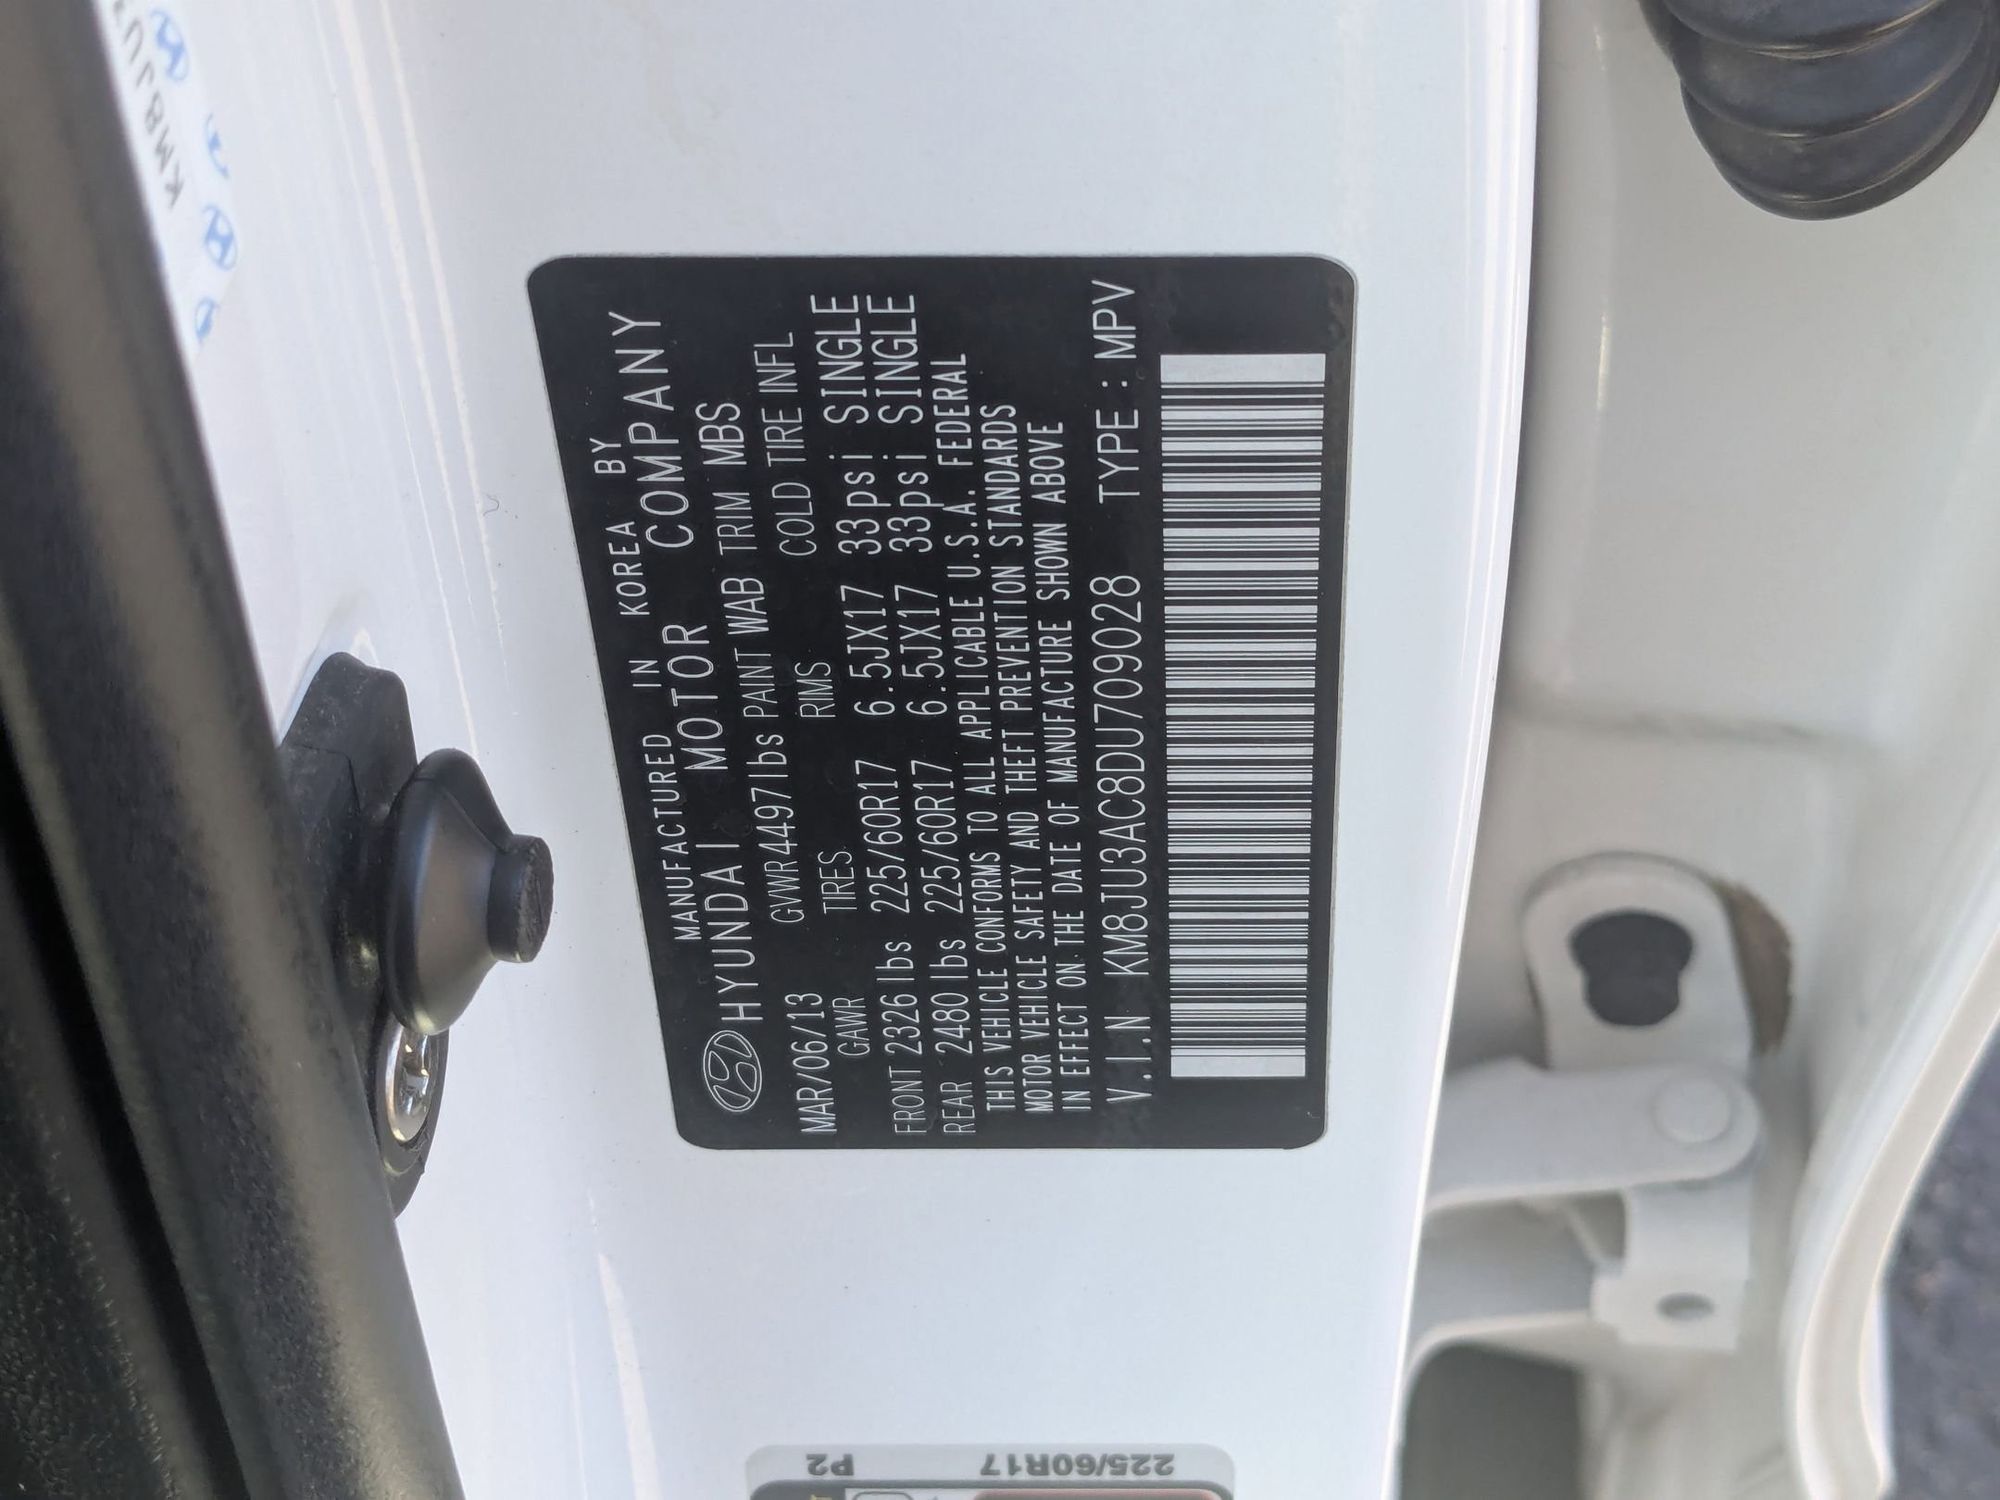 MANUFACTURED IN KOREA BY
HYUNDAI MOTOR COMPANY
GVWR4497lbs PAINT WAB TRIM MBS
MAR/06/13 TIRES RIMS COLD TIRE INFL
GAWR
FRONT 2326 lbs 225/60R17 6.5JX17 33psi SINGLE
REAR 2480 lbs 225/60R17 6.5JX17 33psi SINGLE
THIS VEHICLE CONFORMS TO ALL APPLICABLE U.S.A. FEDERAL
MOTOR VEHICLE SAFETY AND THEFT PREVENTION STANDARDS
IN EFFECT ON THE DATE OF MANUFACTURE SHOWN ABOVE
V.I.N KM8JU3AC8DU709028 TYPE : MPV
KM8JU
225/60R17
P2